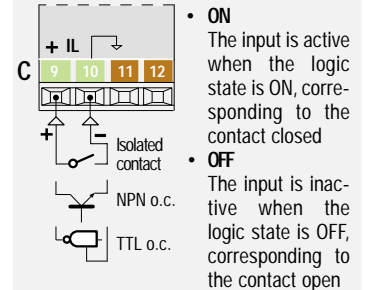 + IL
C 9 10 11 12
+ –
Isolated
contact
NPN o.c.
TTL o.c.
• ON
The input is active
when the logic
state is ON, corre-
sponding to the
contact closed
• OFF
The input is inac-
tive when the
logic state is OFF,
corresponding to
the contact open